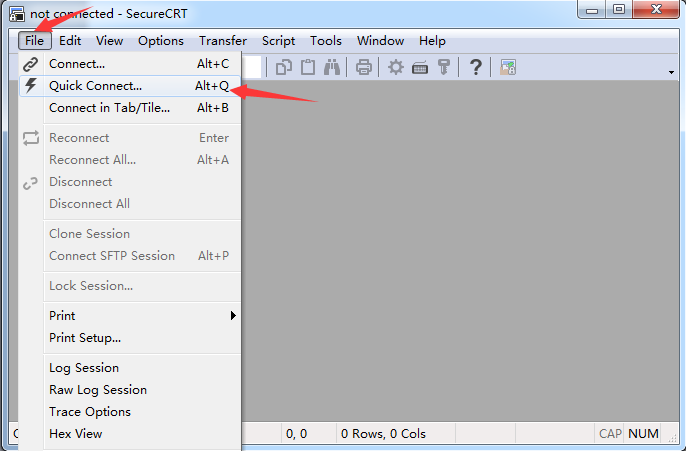 not connected - SecureCRT
File Edit View Options Transfer Script Tools Window Help
Connect... Alt+C
Quick Connect... Alt+Q
Connect in Tab/Tile... Alt+B
Reconnect Enter
Reconnect All... Alt+A
Disconnect
Disconnect All
Clone Session
Connect SFTP Session Alt+P
Lock Session...
Print
Print Setup...
Log Session
Raw Log Session
Trace Options
Hex View
0, 0 0 Rows, 0 Cols CAP NUM